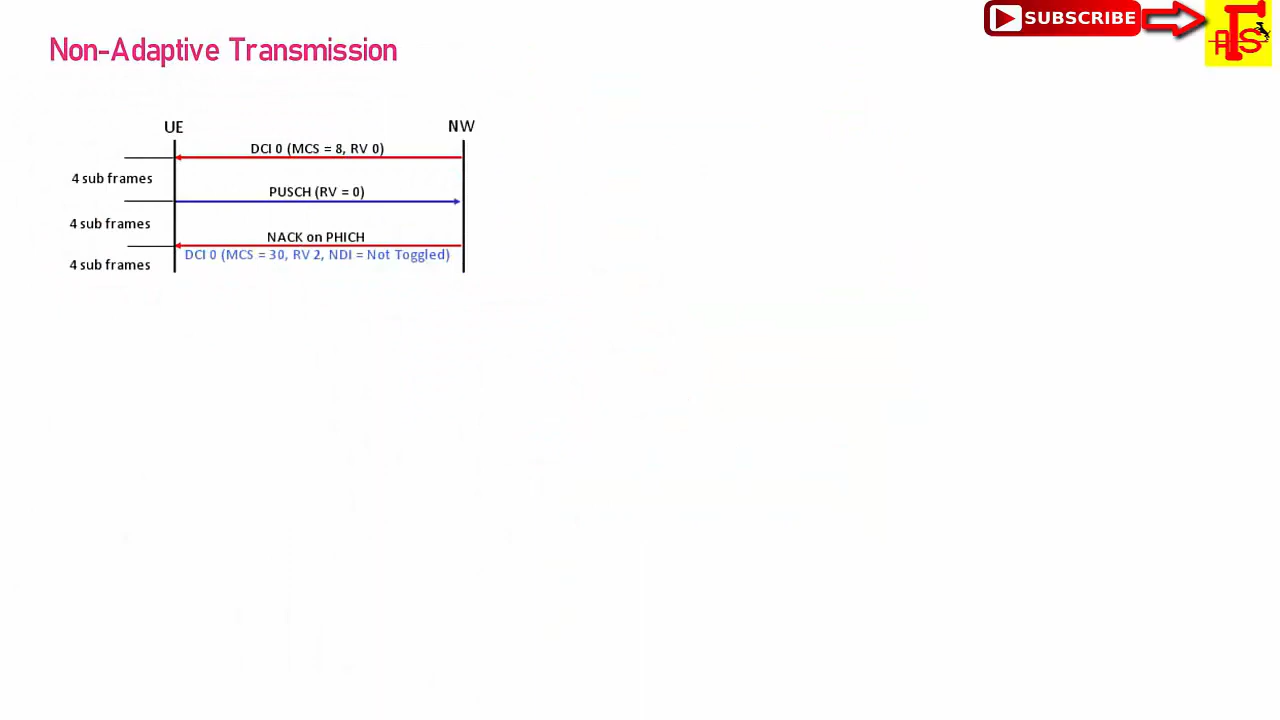 SUBSCRIBE
Non-Adaptive Transmission
UE
NW
DCI 0 (MCS = 8, RV 0)
4 sub frames
PUSCH (RV = 0)
4 sub frames
NACK on PHICH
DCI 0 (MCS = 30, RV 2, NDI = Not Toggled)
4 sub frames